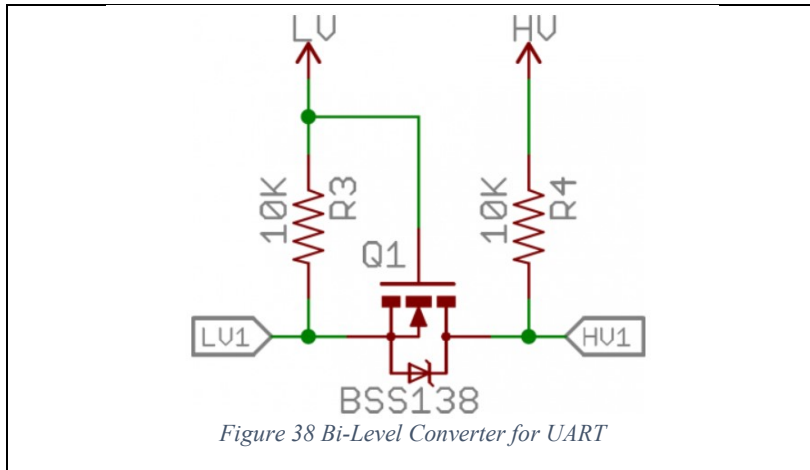 LV HV
10K R3 10K R4
Q1
LV1 HV1
BSS138
Figure 38 Bi-Level Converter for UART